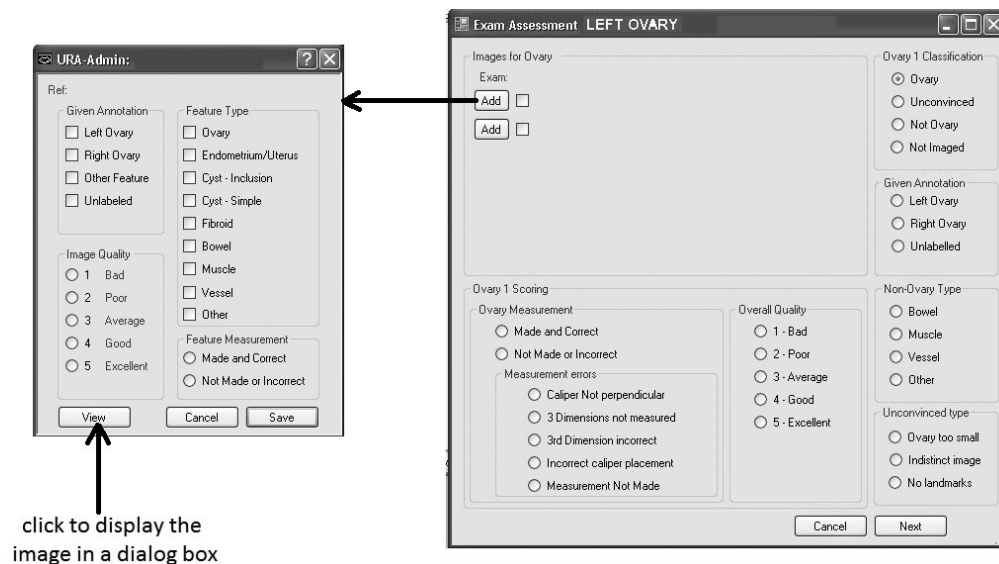 URA-Admin:
Ref:
Given Annotation
Left Ovary
Right Ovary
Other Feature
Unlabeled
Image Quality
1 Bad
2 Poor
3 Average
4 Good
5 Excellent
Feature Type
Ovary
Endometrium/Uterus
Cyst - Inclusion
Cyst - Simple
Fibroid
Bowel
Muscle
Vessel
Other
Feature Measurement
Made and Correct
Not Made or Incorrect
View
Cancel
Save
click to display the
image in a dialog box
Exam Assessment LEFT OVARY
Images for Ovary
Exam:
Add
Add
Ovary 1 Classification
Ovary
Unconvinced
Not Ovary
Not Imaged
Given Annotation
Left Ovary
Right Ovary
Unlabelled
Ovary 1 Scoring
Ovary Measurement
Made and Correct
Not Made or Incorrect
Measurement errors
Caliper Not perpendicular
3 Dimensions not measured
3rd Dimension incorrect
Incorrect caliper placement
Measurement Not Made
Overall Quality
1 - Bad
2 - Poor
3 - Average
4 - Good
5 - Excellent
Non-Ovary Type
Bowel
Muscle
Vessel
Other
Unconvinced type
Ovary too small
Indistinct image
No landmarks
Cancel
Next